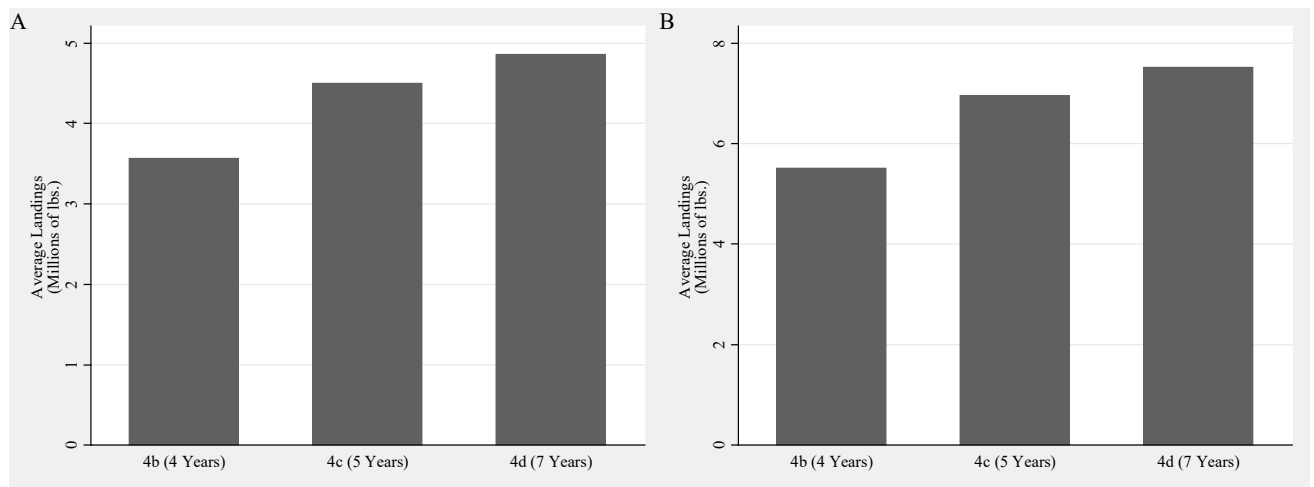 A
Average Landings
(Millions of lbs.)
5
4
3
2
1
0
4b (4 Years)
4c (5 Years)
4d (7 Years)
B
Average Landings
(Millions of lbs.)
8
6
4
2
0
4b (4 Years)
4c (5 Years)
4d (7 Years)